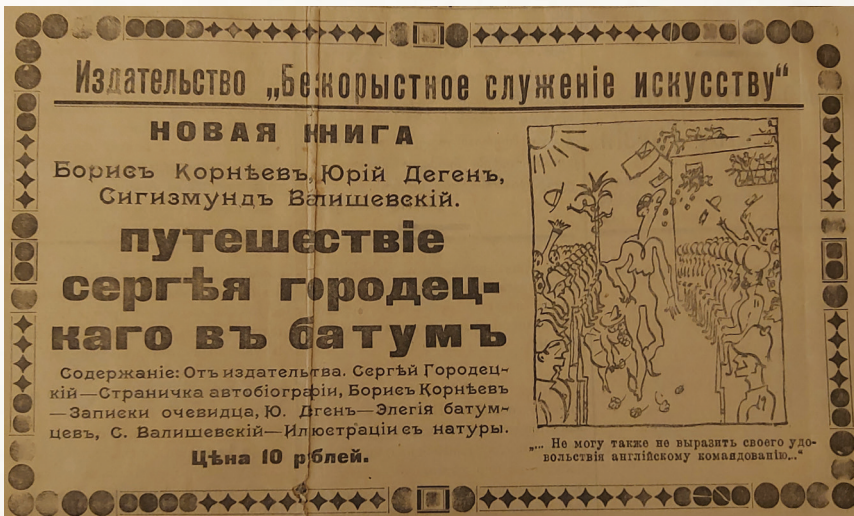 Издательство „Безкорыстное служеніе искусству“
НОВАЯ КНИГА
Борисъ Корнѣевъ, Юрій Дегенъ,
Сигизмундъ Валишевскій.
путешествіе
сергѣя городец-
каго въ батумъ
Содержаніе: Отъ издательства. Сергѣй Городец-
кій—Страничка автобіографіи, Борисъ Корнѣевъ
—Записки очевидца, Ю. Дегенъ—Элегія батум-
цевъ, С. Валишевскій—Илюстраціи съ натуры.
Цѣна 10 рублей.
„... Не могу также не выразить своего удо-
вольствія англійскому командованію...“